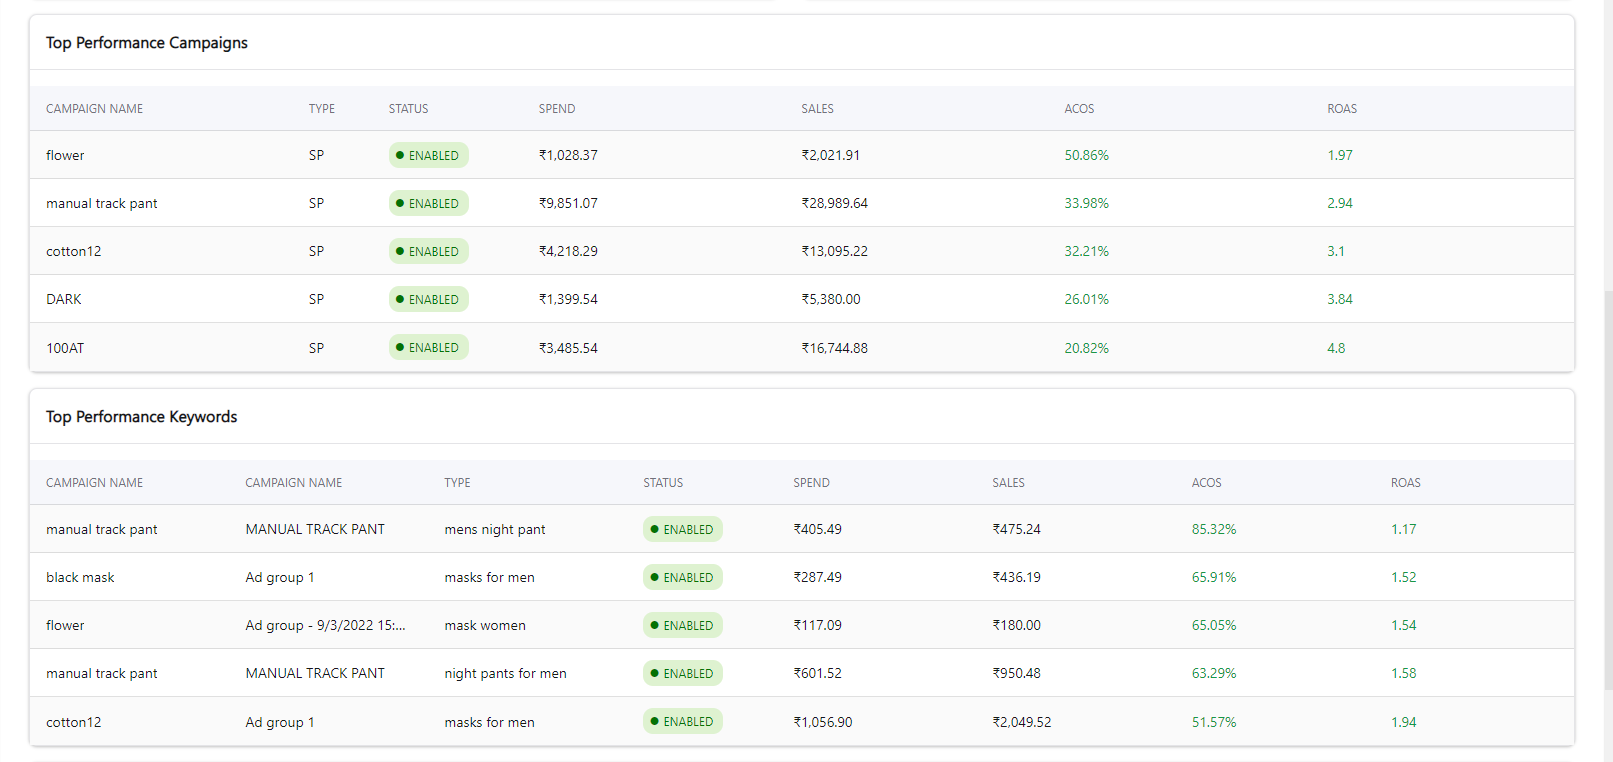 Top Performance Campaigns
CAMPAIGN NAME TYPE STATUS SPEND SALES ACOS ROAS
flower SP ENABLED ₹1,028.37 ₹2,021.91 50.86% 1.97
manual track pant SP ENABLED ₹9,851.07 ₹28,989.64 33.98% 2.94
cotton12 SP ENABLED ₹4,218.29 ₹13,095.22 32.21% 3.1
DARK SP ENABLED ₹1,399.54 ₹5,380.00 26.01% 3.84
100AT SP ENABLED ₹3,485.54 ₹16,744.88 20.82% 4.8
Top Performance Keywords
CAMPAIGN NAME CAMPAIGN NAME TYPE STATUS SPEND SALES ACOS ROAS
manual track pant MANUAL TRACK PANT mens night pant ENABLED ₹405.49 ₹475.24 85.32% 1.17
black mask Ad group 1 masks for men ENABLED ₹287.49 ₹436.19 65.91% 1.52
flower Ad group - 9/3/2022 15:... mask women ENABLED ₹117.09 ₹180.00 65.05% 1.54
manual track pant MANUAL TRACK PANT night pants for men ENABLED ₹601.52 ₹950.48 63.29% 1.58
cotton12 Ad group 1 masks for men ENABLED ₹1,056.90 ₹2,049.52 51.57% 1.94